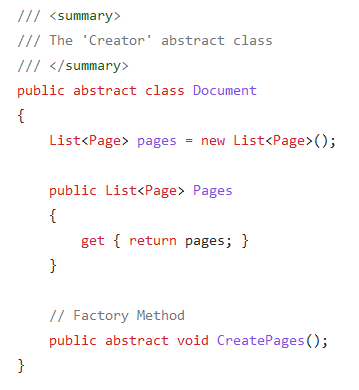 /// <summary>
/// The 'Creator' abstract class
/// </summary>
public abstract class Document
{
    List<Page> pages = new List<Page>();

    public List<Page> Pages
    {
        get { return pages; }
    }

    // Factory Method
    public abstract void CreatePages();
}